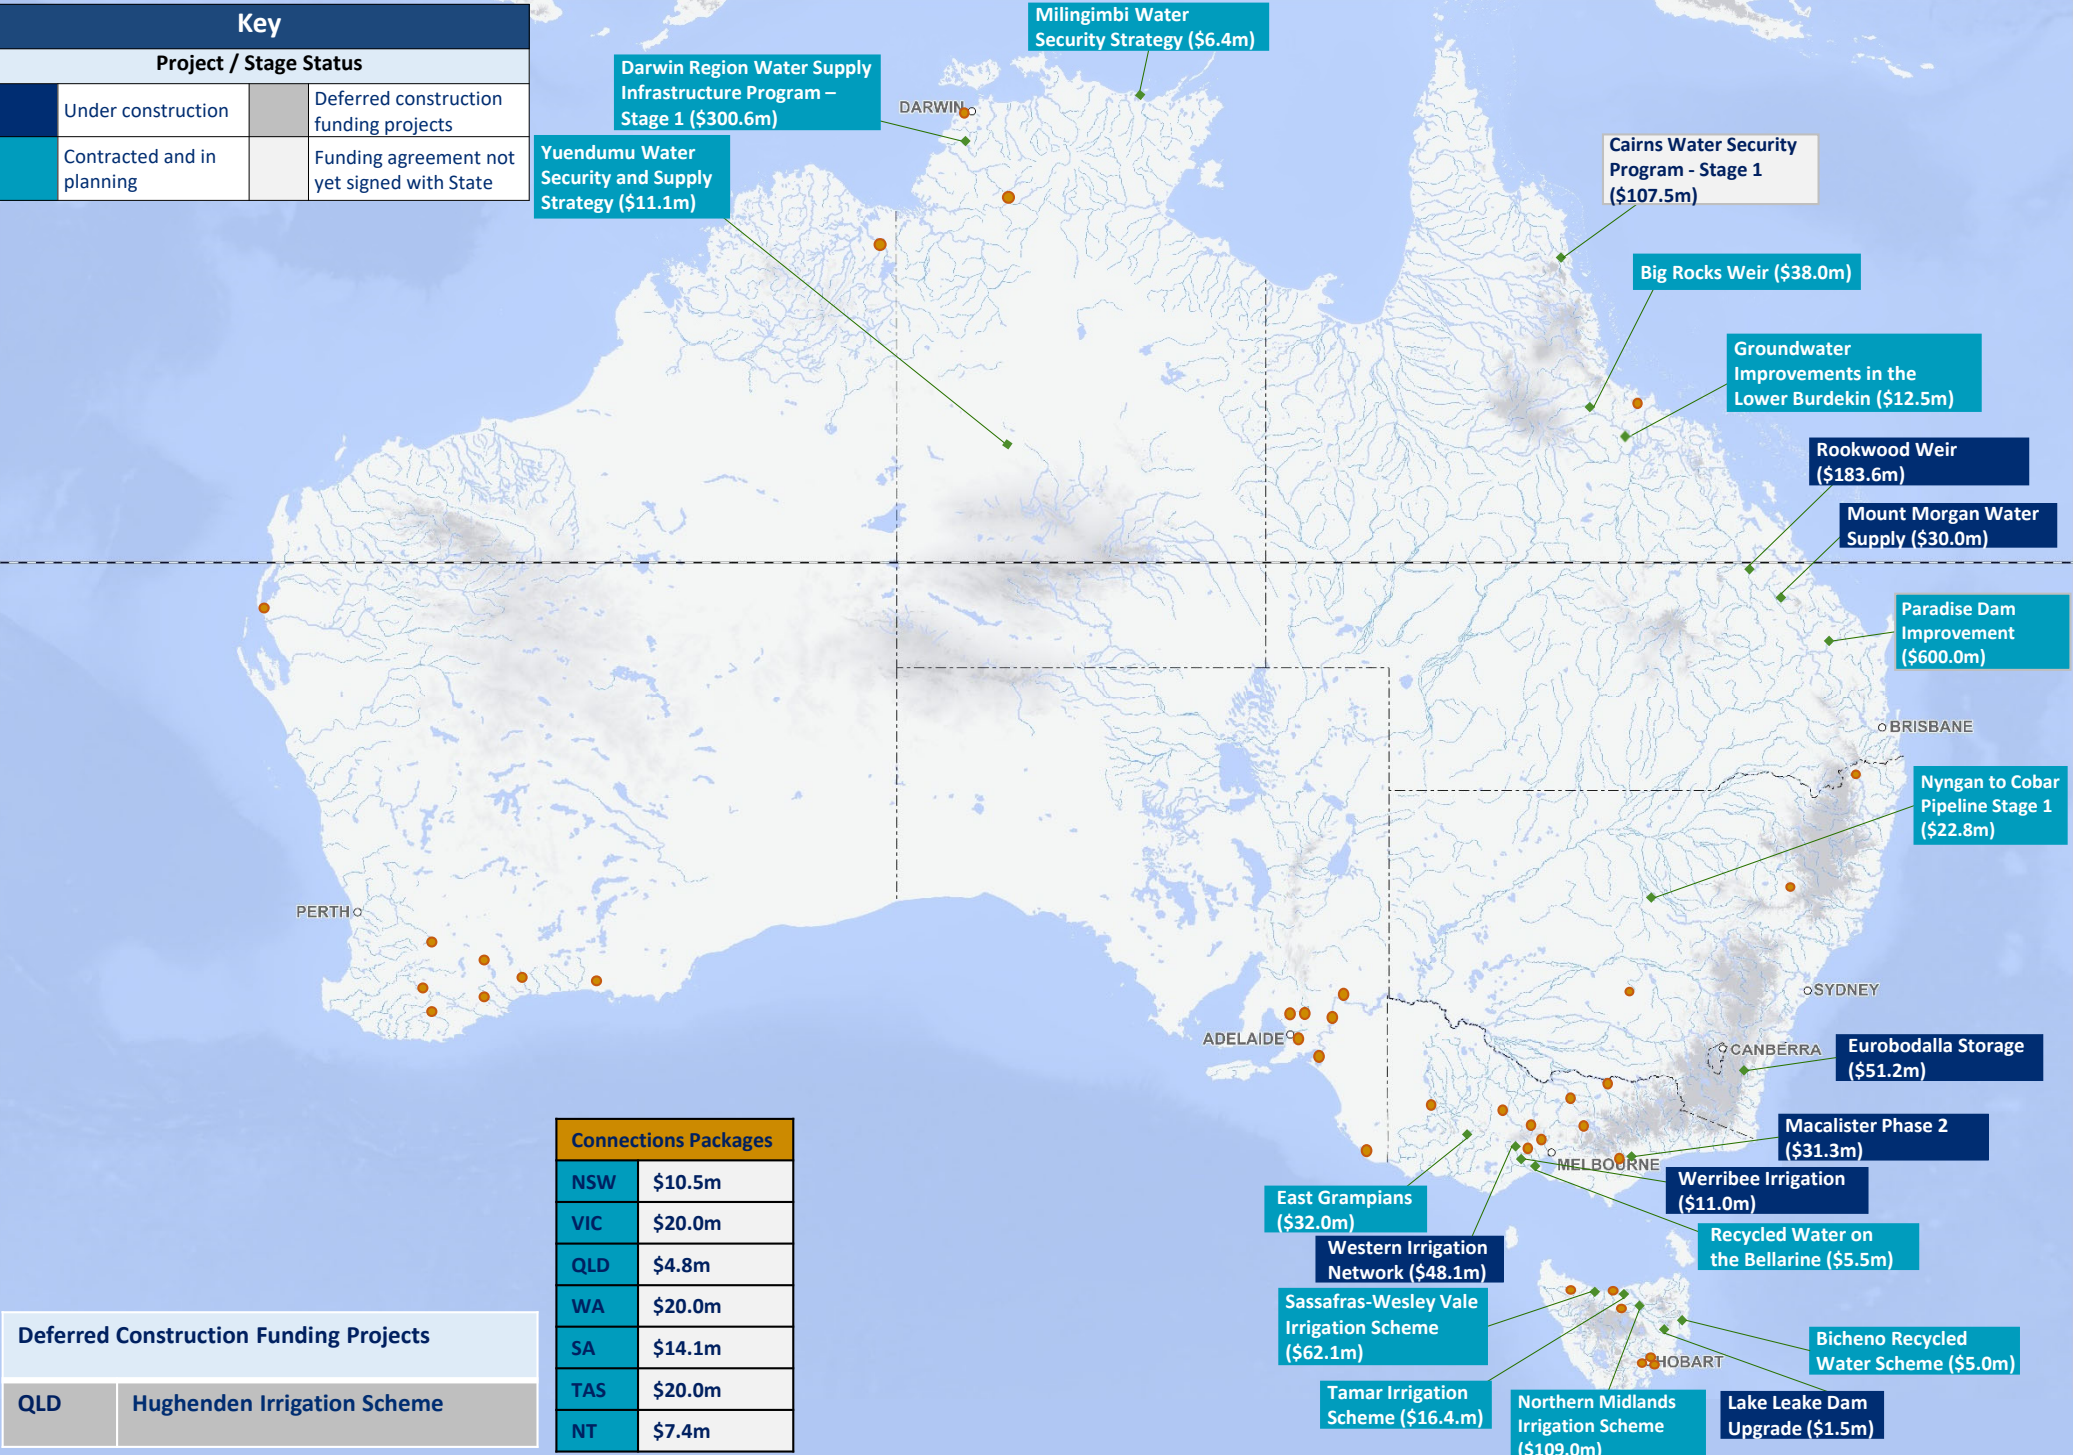 Key
Project / Stage Status
Under construction
Deferred construction
funding projects
Contracted and in
planning
Funding agreement not
yet signed with State
Milingimbi Water
Security Strategy ($6.4m)
Darwin Region Water Supply
Infrastructure Program –
Stage 1 ($300.6m)
DARWIN
Yuendumu Water
Security and Supply
Strategy ($11.1m)
Cairns Water Security
Program - Stage 1
($107.5m)
Big Rocks Weir ($38.0m)
Groundwater
Improvements in the
Lower Burdekin ($12.5m)
Rookwood Weir
($183.6m)
Mount Morgan Water
Supply ($30.0m)
Paradise Dam
Improvement
($600.0m)
BRISBANE
Nyngan to Cobar
Pipeline Stage 1
($22.8m)
PERTH
SYDNEY
ADELAIDE
CANBERRA
Eurobodalla Storage
($51.2m)
Macalister Phase 2
($31.3m)
MELBOURNE
Werribee Irrigation
($11.0m)
East Grampians
($32.0m)
Recycled Water on
the Bellarine ($5.5m)
Western Irrigation
Network ($48.1m)
Sassafras-Wesley Vale
Irrigation Scheme
($62.1m)
Bicheno Recycled
Water Scheme ($5.0m)
HOBART
Tamar Irrigation
Scheme ($16.4.m)
Northern Midlands
Irrigation Scheme
($109.0m)
Lake Leake Dam
Upgrade ($1.5m)
Connections Packages
NSW $10.5m
VIC $20.0m
QLD $4.8m
WA $20.0m
SA $14.1m
TAS $20.0m
NT $7.4m
Deferred Construction Funding Projects
QLD Hughenden Irrigation Scheme